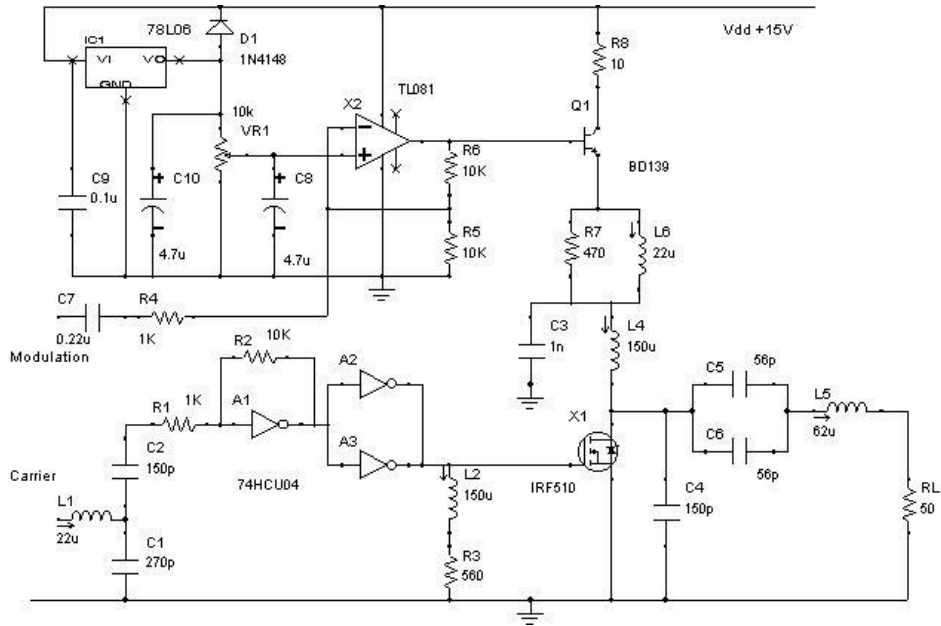 78L06
Vdd +15V
IC1
VI VO
GND
D1
1N4148
R8
10
TL081
X2
Q1
10k
VR1
R6
10K
BD139
C9
0.1u
C10
4.7u
C8
4.7u
R5
10K
R7
470
L6
22u
C7
0.22u
R4
1K
Modulation
R2
10K
C3
1n
L4
150u
C5
56p
A2
R1
1K
A1
A3
X1
C6
56p
L5
62u
C2
150p
Carrier
74HCU04
L2
150u
IRF510
C4
150p
RL
50
L1
22u
C1
270p
R3
560